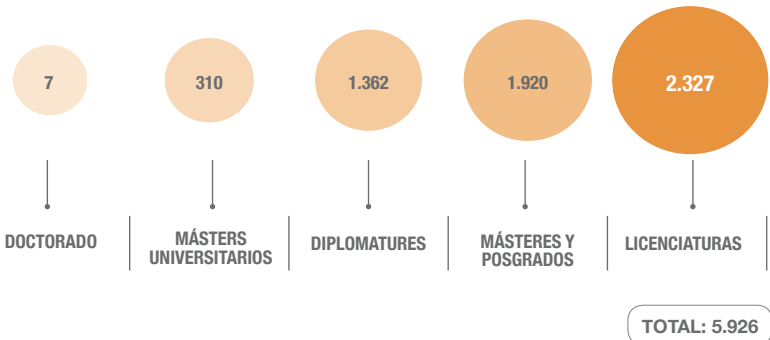 7
310
1.362
1.920
2.327
DOCTORADO
MÁSTERS
UNIVERSITARIOS
DIPLOMATURES
MÁSTERES Y
POSGRADOS
LICENCIATURAS
TOTAL: 5.926